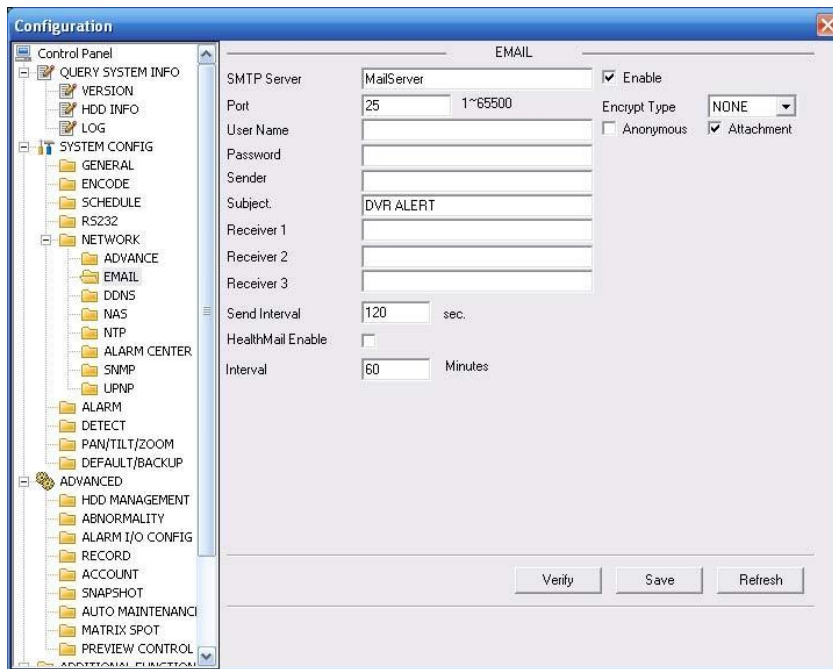 Configuration
Control Panel
QUERY SYSTEM INFO
VERSION
HDD INFO
LOG
SYSTEM CONFIG
GENERAL
ENCODE
SCHEDULE
RS232
NETWORK
ADVANCE
EMAIL
DDNS
NAS
NTP
ALARM CENTER
SNMP
UPNP
ALARM
DETECT
PAN/TILT/ZOOM
DEFAULT/BACKUP
ADVANCED
HDD MANAGEMENT
ABNORMALITY
ALARM I/O CONFIG
RECORD
ACCOUNT
SNAPSHOT
AUTO MAINTENANC
MATRIX SPOT
PREVIEW CONTROL
ADDITIONAL FUNCTION
EMAIL
SMTP Server MailServer Enable
Port 25 1~65500 Encrypt Type NONE
User Name Anonymous Attachment
Password
Sender
Subject. DVR ALERT
Receiver 1
Receiver 2
Receiver 3
Send Interval 120 sec.
HealthMail Enable
Interval 60 Minutes
Verify Save Refresh